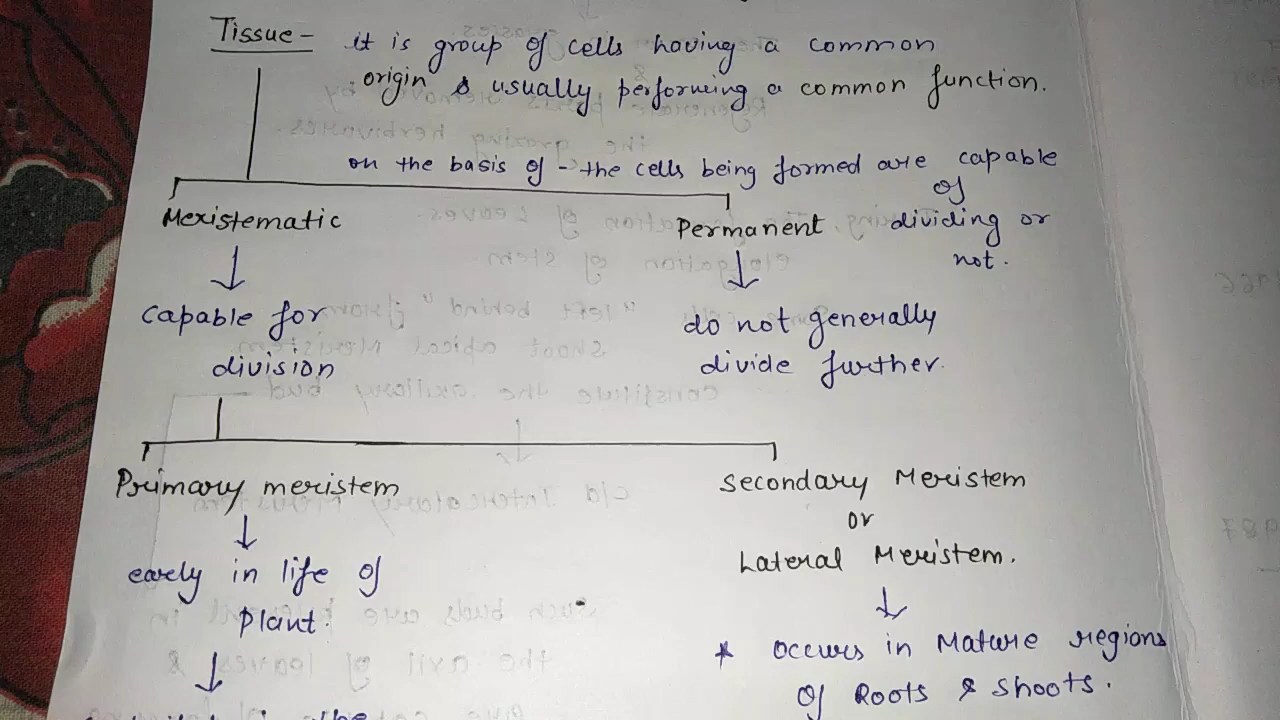 Tissue - it is group of cells having a common
origin & usually performing a common function.
on the basis of - the cells being formed are capable
of
Meristematic
Permanent
dividing or
not.
capable for
division
do not generally
divide further.
Primary meristem
Secondary Meristem
or
Lateral Meristem.
early in life of
plant.
* occurs in Mature regions
of Roots & Shoots.
the